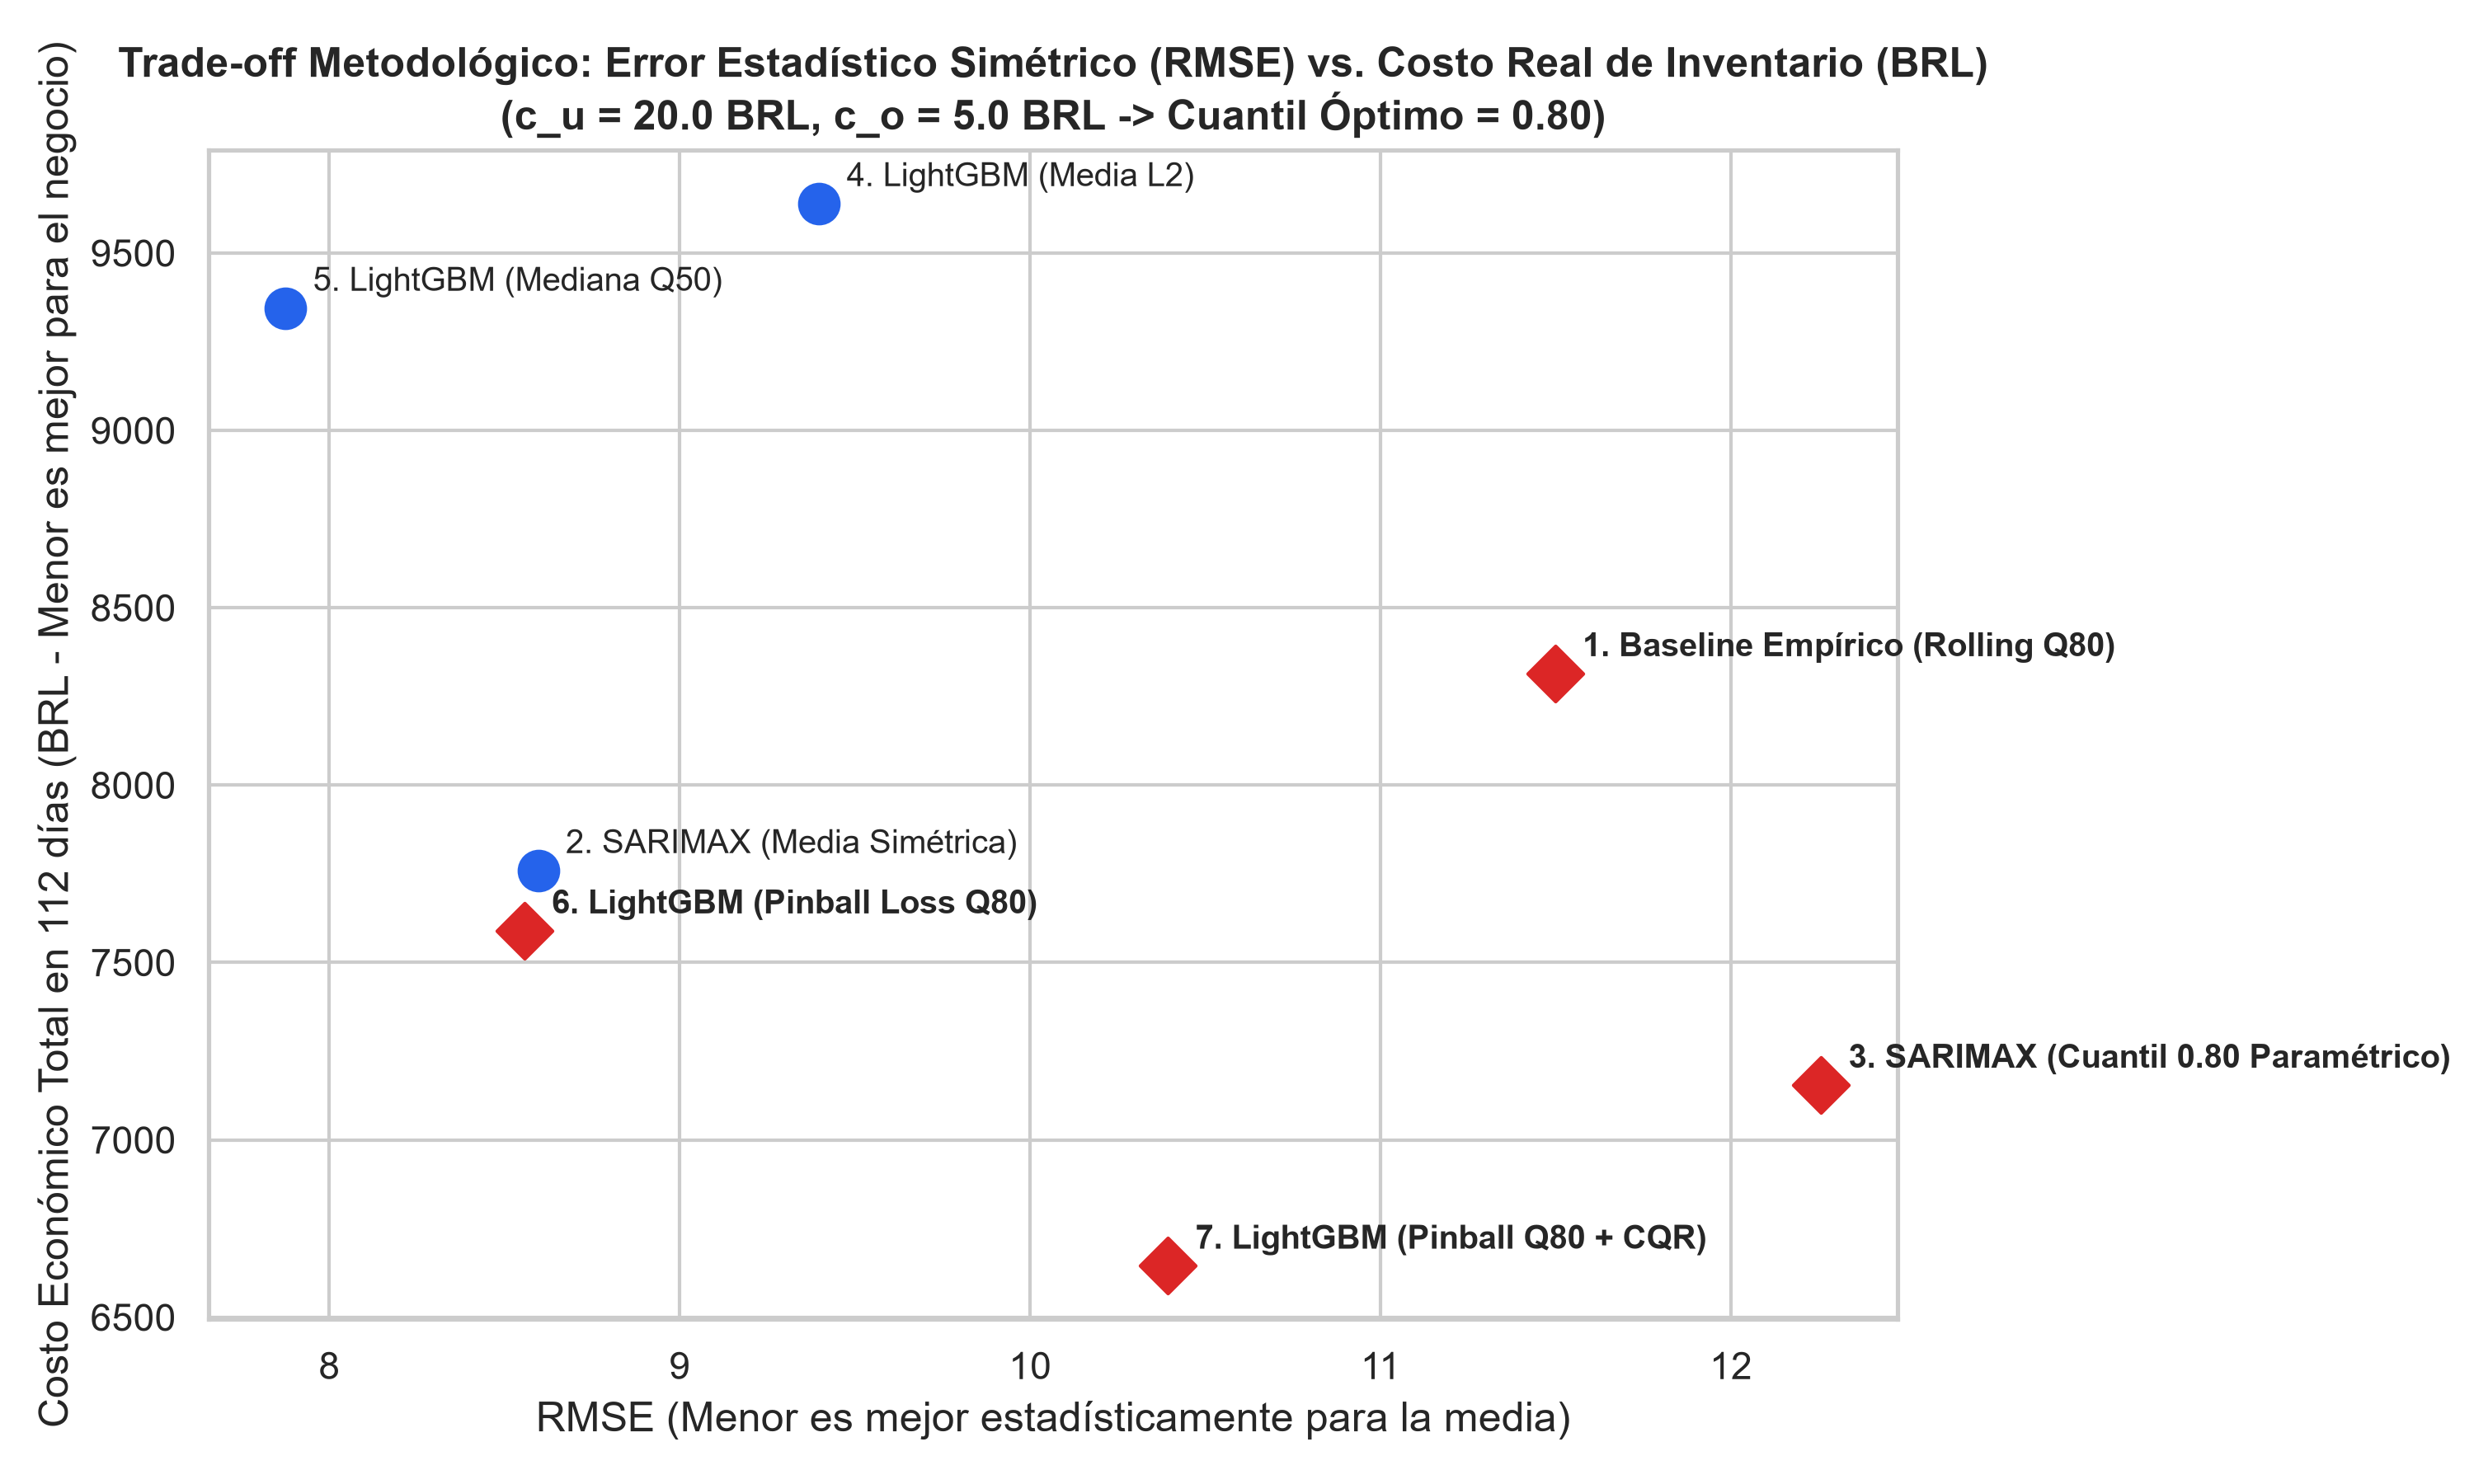 Trade-off Metodológico: Error Estadístico Simétrico (RMSE) vs. Costo Real de Inventario (BRL)
(c_u = 20.0 BRL, c_o = 5.0 BRL -> Cuantil Óptimo = 0.80)
Costo Económico Total en 112 días (BRL - Menor es mejor para el negocio)
4. LightGBM (Media L2)
9500
5. LightGBM (Mediana Q50)
9000
8500
1. Baseline Empírico (Rolling Q80)
8000
2. SARIMAX (Media Simétrica)
6. LightGBM (Pinball Loss Q80)
7500
3. SARIMAX (Cuantil 0.80 Paramétrico)
7000
7. LightGBM (Pinball Q80 + CQR)
6500
8 9 10 11 12
RMSE (Menor es mejor estadísticamente para la media)